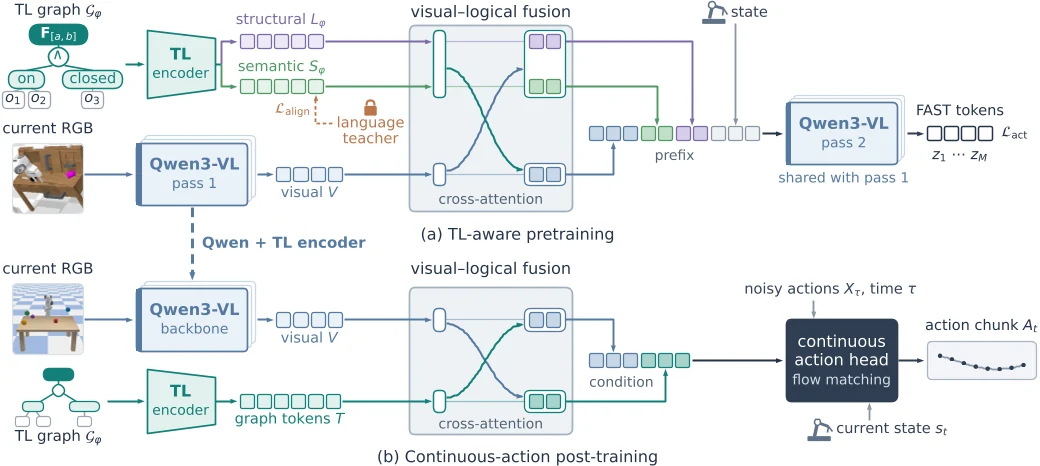 TL graph 𝒢φ
F[a, b]
∧
on
closed
o1
o2
o3
TL
encoder
structural Lφ
semantic Sφ
ℒalign
language
teacher
visual–logical fusion
cross-attention
state
current RGB
Qwen3-VL
pass 1
visual V
prefix
Qwen3-VL
pass 2
shared with pass 1
FAST tokens
ℒact
z1 ⋯ zM
(a) TL-aware pretraining
Qwen + TL encoder
current RGB
Qwen3-VL
backbone
visual V
TL graph 𝒢φ
TL
encoder
graph tokens T
visual–logical fusion
cross-attention
condition
noisy actions Xτ, time τ
continuous
action head
flow matching
current state st
action chunk At
(b) Continuous-action post-training